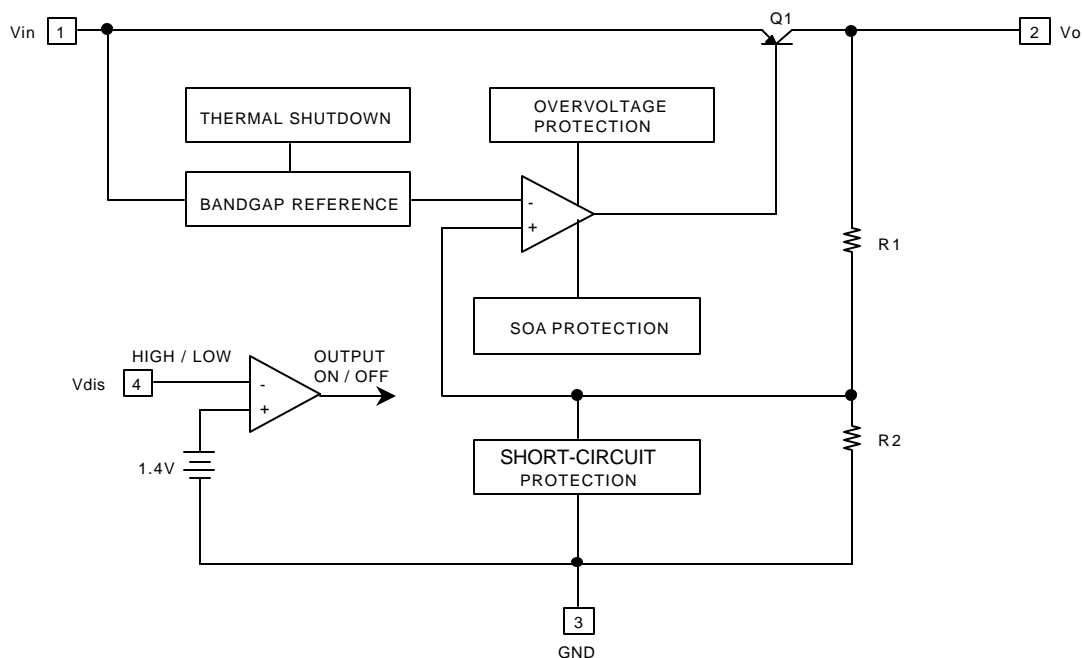 Q1
Vin 1
2 Vo
THERMAL SHUTDOWN
OVERVOLTAGE
PROTECTION
BANDGAP REFERENCE
-
+
R1
SOA PROTECTION
HIGH / LOW
OUTPUT
ON / OFF
Vdis 4
-
+
1.4V
SHORT-CIRCUIT
PROTECTION
R2
3
GND